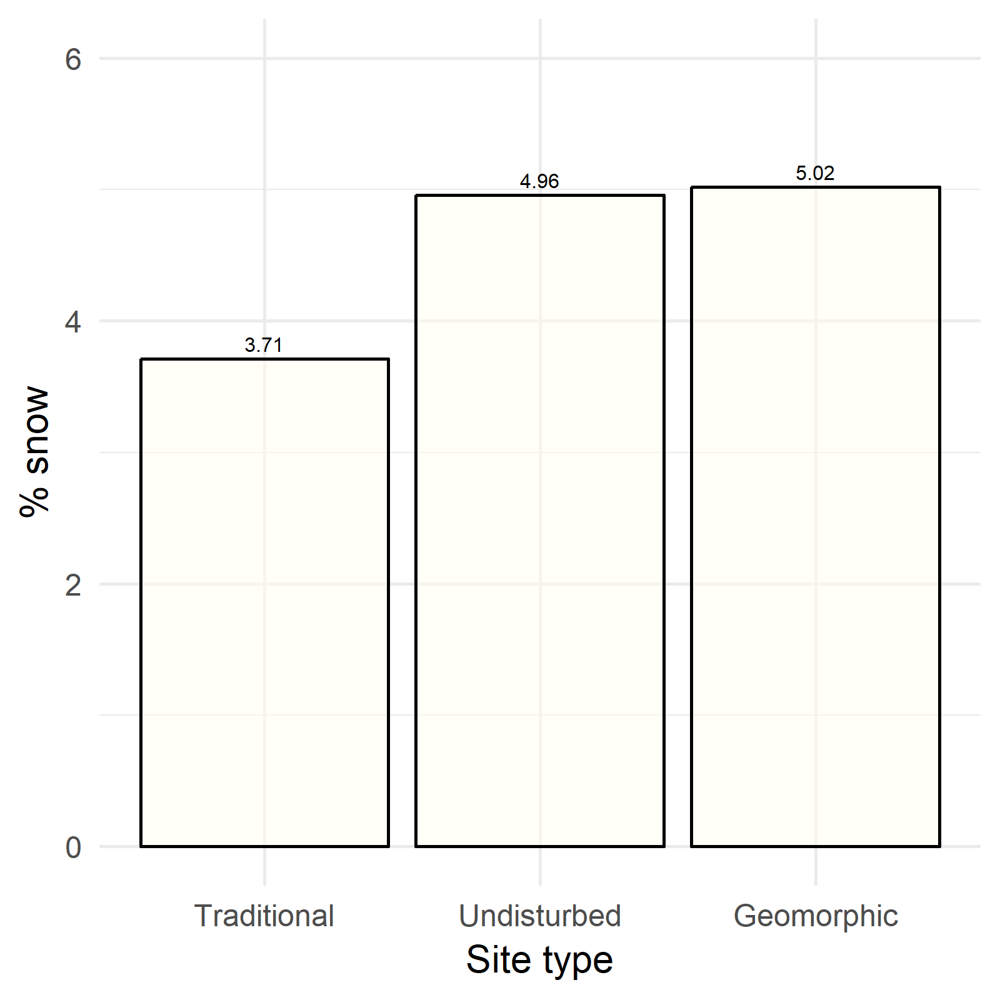 6
4
2
0
% snow
3.71
4.96
5.02
Traditional
Undisturbed
Geomorphic
Site type